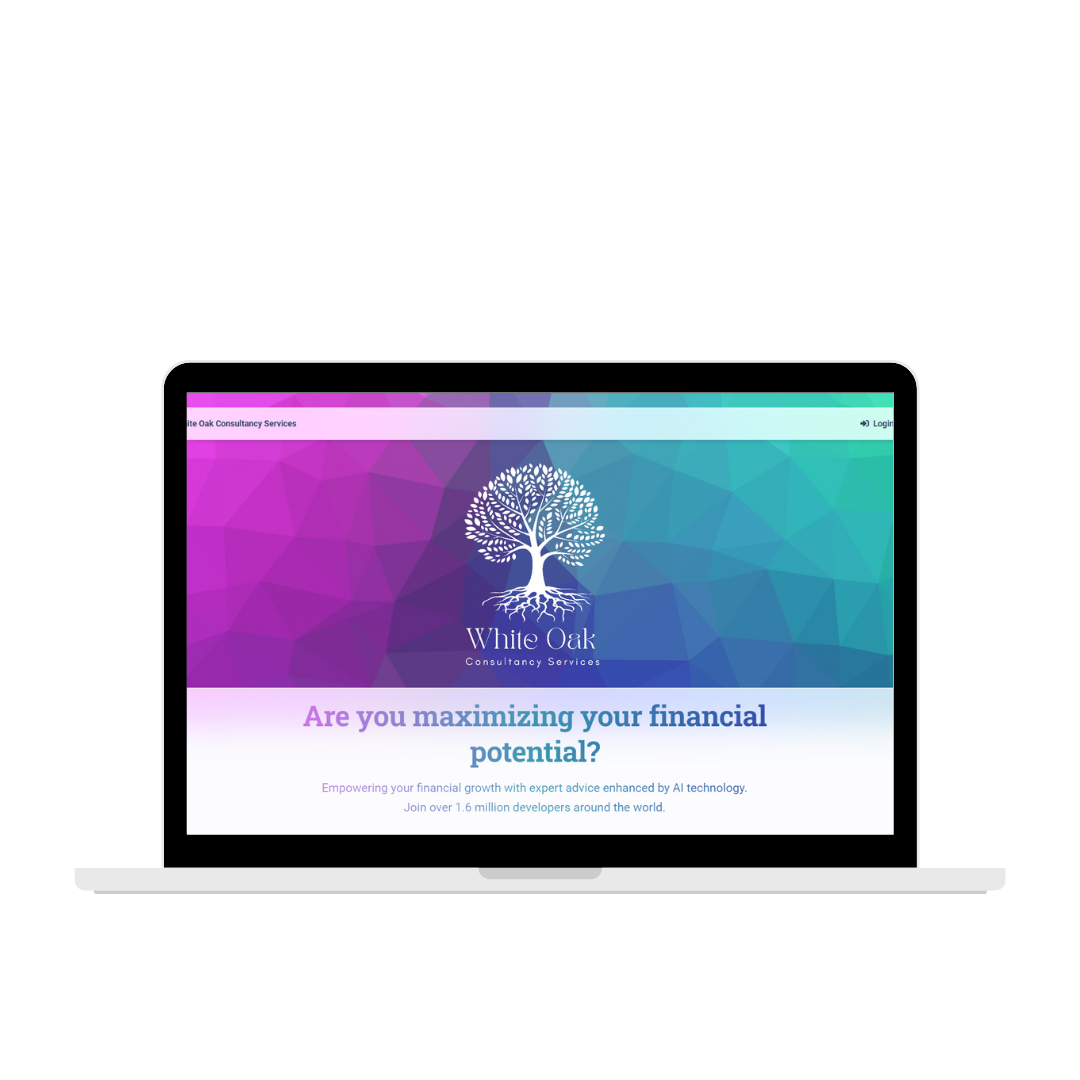 ite Oak Consultancy Services
Login
White Oak
Consultancy Services
Are you maximizing your financial
potential?
Empowering your financial growth with expert advice enhanced by AI technology.
Join over 1.6 million developers around the world.